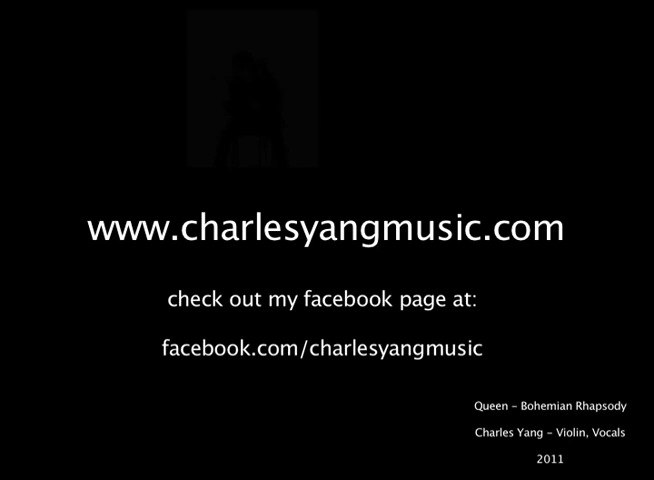 www.charlesyangmusic.com
check out my facebook page at:
facebook.com/charlesyangmusic
Queen - Bohemian Rhapsody
Charles Yang - Violin, Vocals
2011